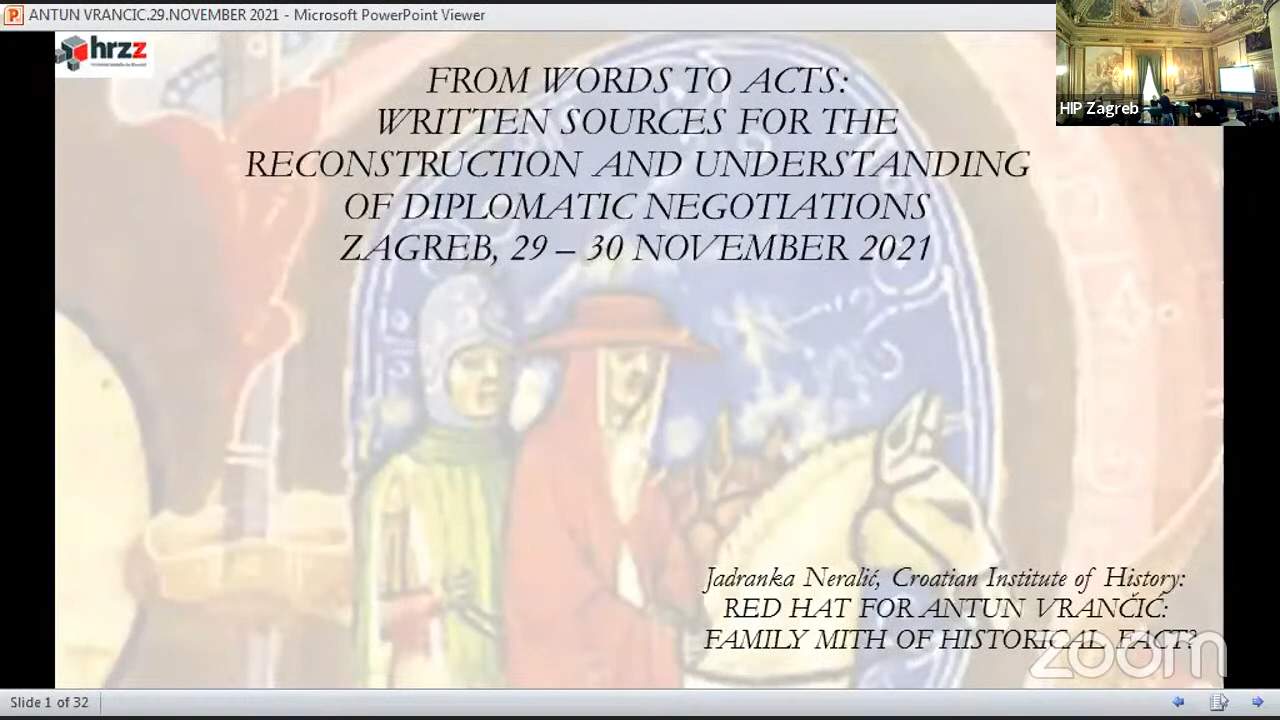 ANTUN VRANCIC.29.NOVEMBER 2021 - Microsoft PowerPoint Viewer
hrzz
HIP Zagreb
FROM WORDS TO ACTS:
WRITTEN SOURCES FOR THE
RECONSTRUCTION AND UNDERSTANDING
OF DIPLOMATIC NEGOTIATIONS
ZAGREB, 29 – 30 NOVEMBER 2021
Jadranka Neralić, Croatian Institute of History:
RED HAT FOR ANTUN VRANČIĆ:
FAMILY MITH OF HISTORICAL FACT?
zoom
Slide 1 of 32